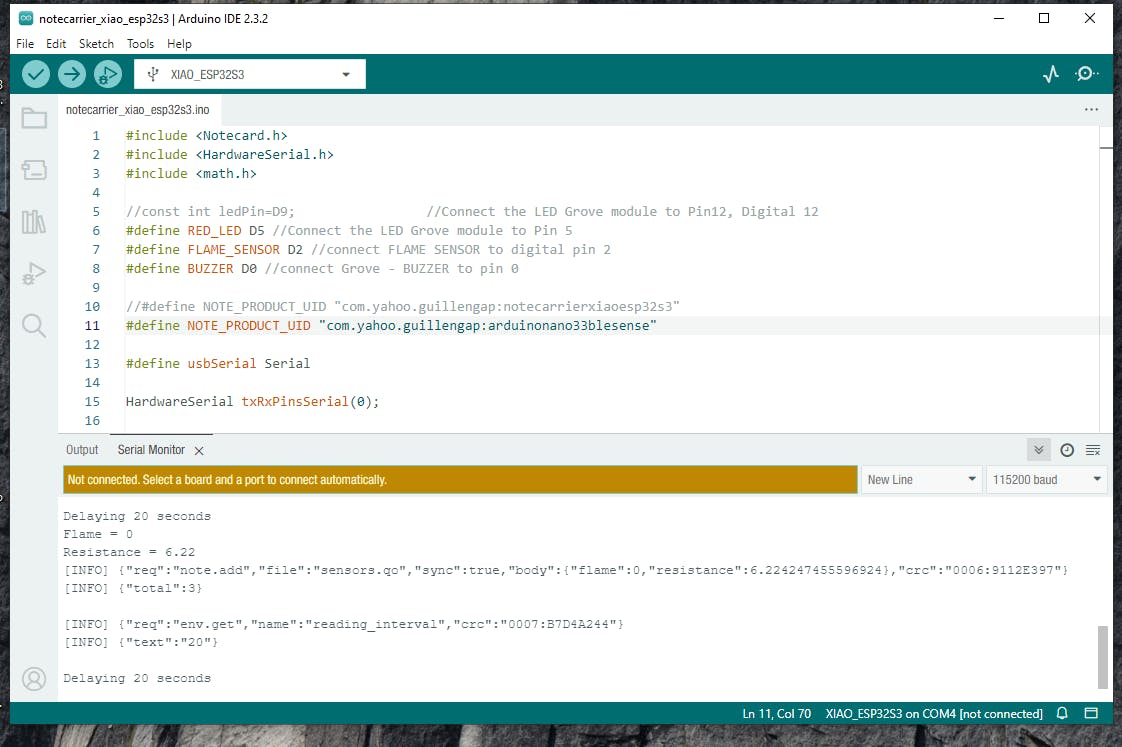 notecarrier_xiao_esp32s3 | Arduino IDE 2.3.2
File Edit Sketch Tools Help
XIAO_ESP32S3
notecarrier_xiao_esp32s3.ino
1 #include <Notecard.h>
2 #include <HardwareSerial.h>
3 #include <math.h>
4
5 //const int ledPin=D9; //Connect the LED Grove module to Pin12, Digital 12
6 #define RED_LED D5 //Connect the LED Grove module to Pin 5
7 #define FLAME_SENSOR D2 //connect FLAME SENSOR to digital pin 2
8 #define BUZZER D0 //connect Grove - BUZZER to pin 0
9
10 //#define NOTE_PRODUCT_UID "com.yahoo.guillengap:notecarrierxiaoesp32s3"
11 #define NOTE_PRODUCT_UID "com.yahoo.guillengap:arduinonano33blesense"
12
13 #define usbSerial Serial
14
15 HardwareSerial txRxPinsSerial(0);
16
Output Serial Monitor
Not connected. Select a board and a port to connect automatically. New Line 115200 baud
Delaying 20 seconds
Flame = 0
Resistance = 6.22
[INFO] {"req":"note.add","file":"sensors.qo","sync":true,"body":{"flame":0,"resistance":6.224247455596924},"crc":"0006:9112E397"}
[INFO] {"total":3}
[INFO] {"req":"env.get","name":"reading_interval","crc":"0007:B7D4A244"}
[INFO] {"text":"20"}
Delaying 20 seconds
Ln 11, Col 70 XIAO_ESP32S3 on COM4 [not connected]